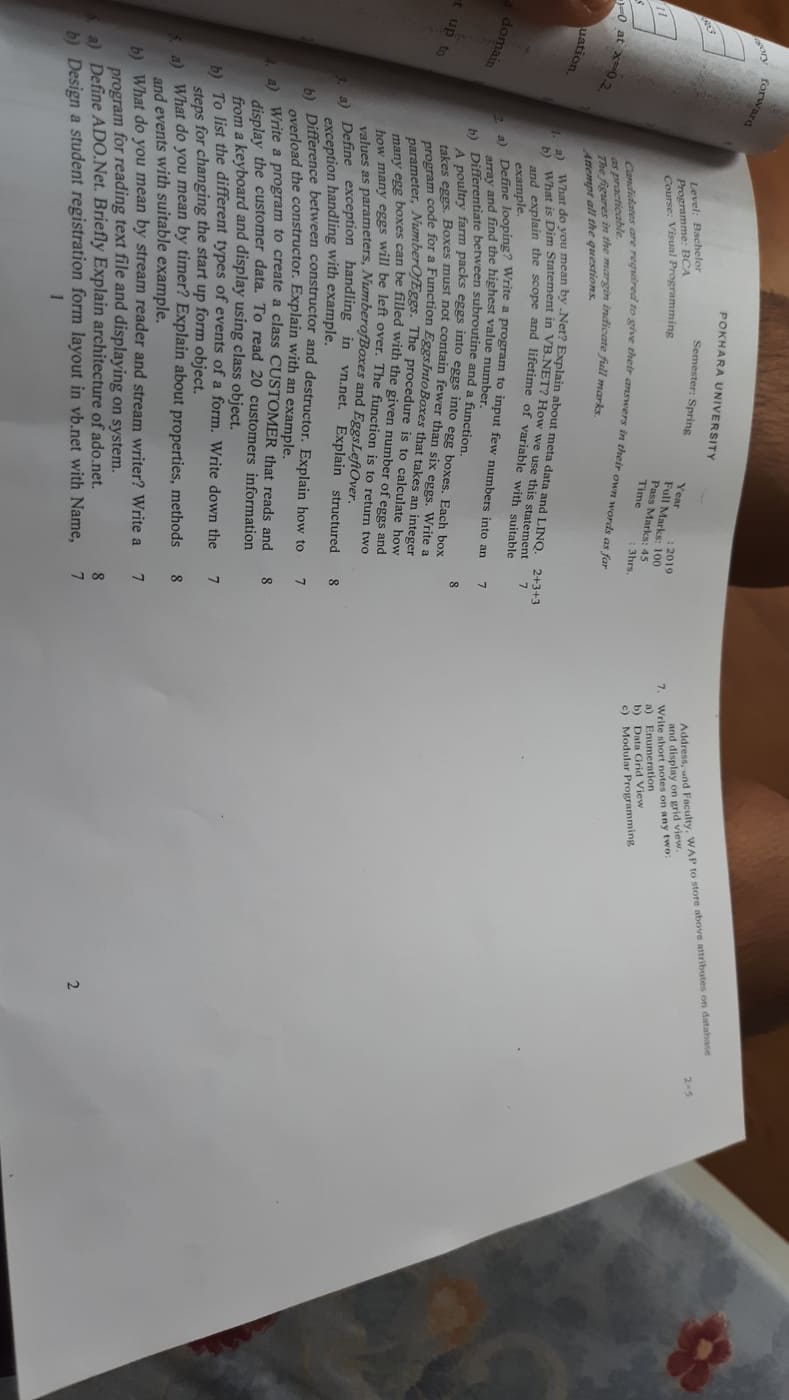 gory forward
983
11
)=0 at x=0.2
uation.
domain
t up to
POKHARA UNIVERSITY
Level: Bachelor Semester: Spring Year : 2019
Programme: BCA Full Marks: 100
Course: Visual Programming Pass Marks: 45
Time : 3hrs.
Candidates are required to give their answers in their own words as far
as practicable.
The figures in the margin indicate full marks.
Attempt all the questions.
1. a) What do you mean by .Net? Explain about meta data and LINQ. 2+3+3
b) What is Dim Statement in VB.NET? How we use this statement 7
and explain the scope and lifetime of variable with suitable
example.
2. a) Define looping? Write a program to input few numbers into an 7
array and find the highest value number.
b) Differentiate between subroutine and a function. 8
A poultry farm packs eggs into eggs into egg boxes. Each box
takes eggs. Boxes must not contain fewer than six eggs. Write a
program code for a Function EggsIntoBoxes that takes an integer
parameter, NumberOfEggs. The procedure is to calculate how
many egg boxes can be filled with the given number of eggs and
how many eggs will be left over. The function is to return two
values as parameters, NumberofBoxes and EggsLeftOver.
3. a) Define exception handling in vn.net. Explain structured 8
exception handling with example.
b) Difference between constructor and destructor. Explain how to 7
overload the constructor. Explain with an example.
4. a) Write a program to create a class CUSTOMER that reads and 8
display the customer data. To read 20 customers information
from a keyboard and display using class object.
b) To list the different types of events of a form. Write down the 7
steps for changing the start up form object.
5. a) What do you mean by timer? Explain about properties, methods 8
and events with suitable example.
b) What do you mean by stream reader and stream writer? Write a 7
program for reading text file and displaying on system.
a) Define ADO.Net. Briefly Explain architecture of ado.net. 8
b) Design a student registration form layout in vb.net with Name, 7
1
Address, and Faculty. WAP to store above attributes on database
and display on grid view.
7. Write short notes on any two: 2×5
a) Enumeration
b) Data Grid View
c) Modular Programming
2